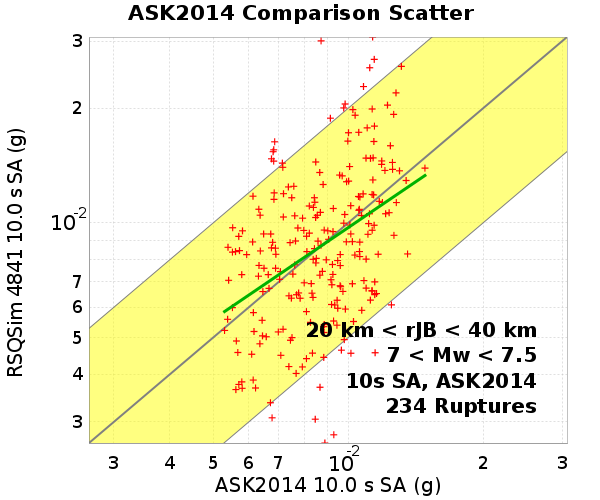 ASK2014 Comparison Scatter
RSQSim 4841 10.0 s SA (g)
3
2
10-2
7
6
5
4
3
20 km < rJB < 40 km
7 < Mw < 7.5
10s SA, ASK2014
234 Ruptures
3 4 5 6 7 10-2 2 3
ASK2014 10.0 s SA (g)